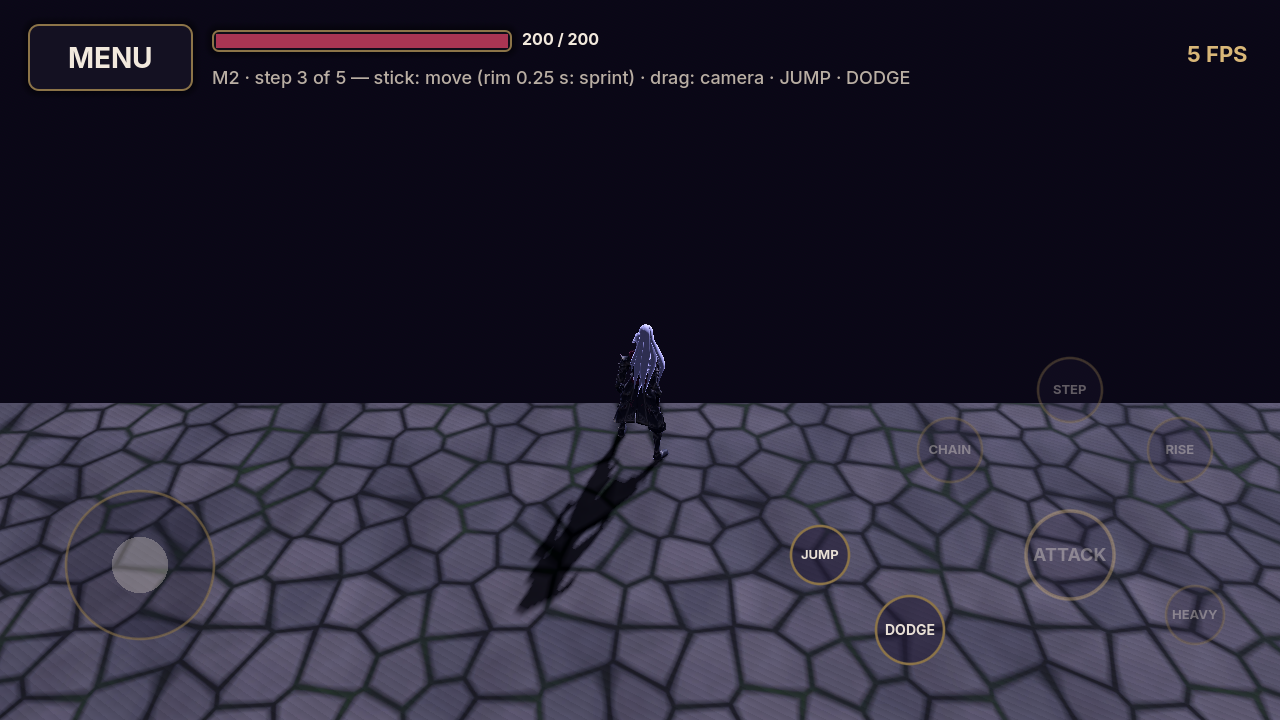 MENU
200 / 200
5 FPS
M2 · step 3 of 5 — stick: move (rim 0.25 s: sprint) · drag: camera · JUMP · DODGE
STEP
CHAIN
RISE
JUMP
ATTACK
HEAVY
DODGE